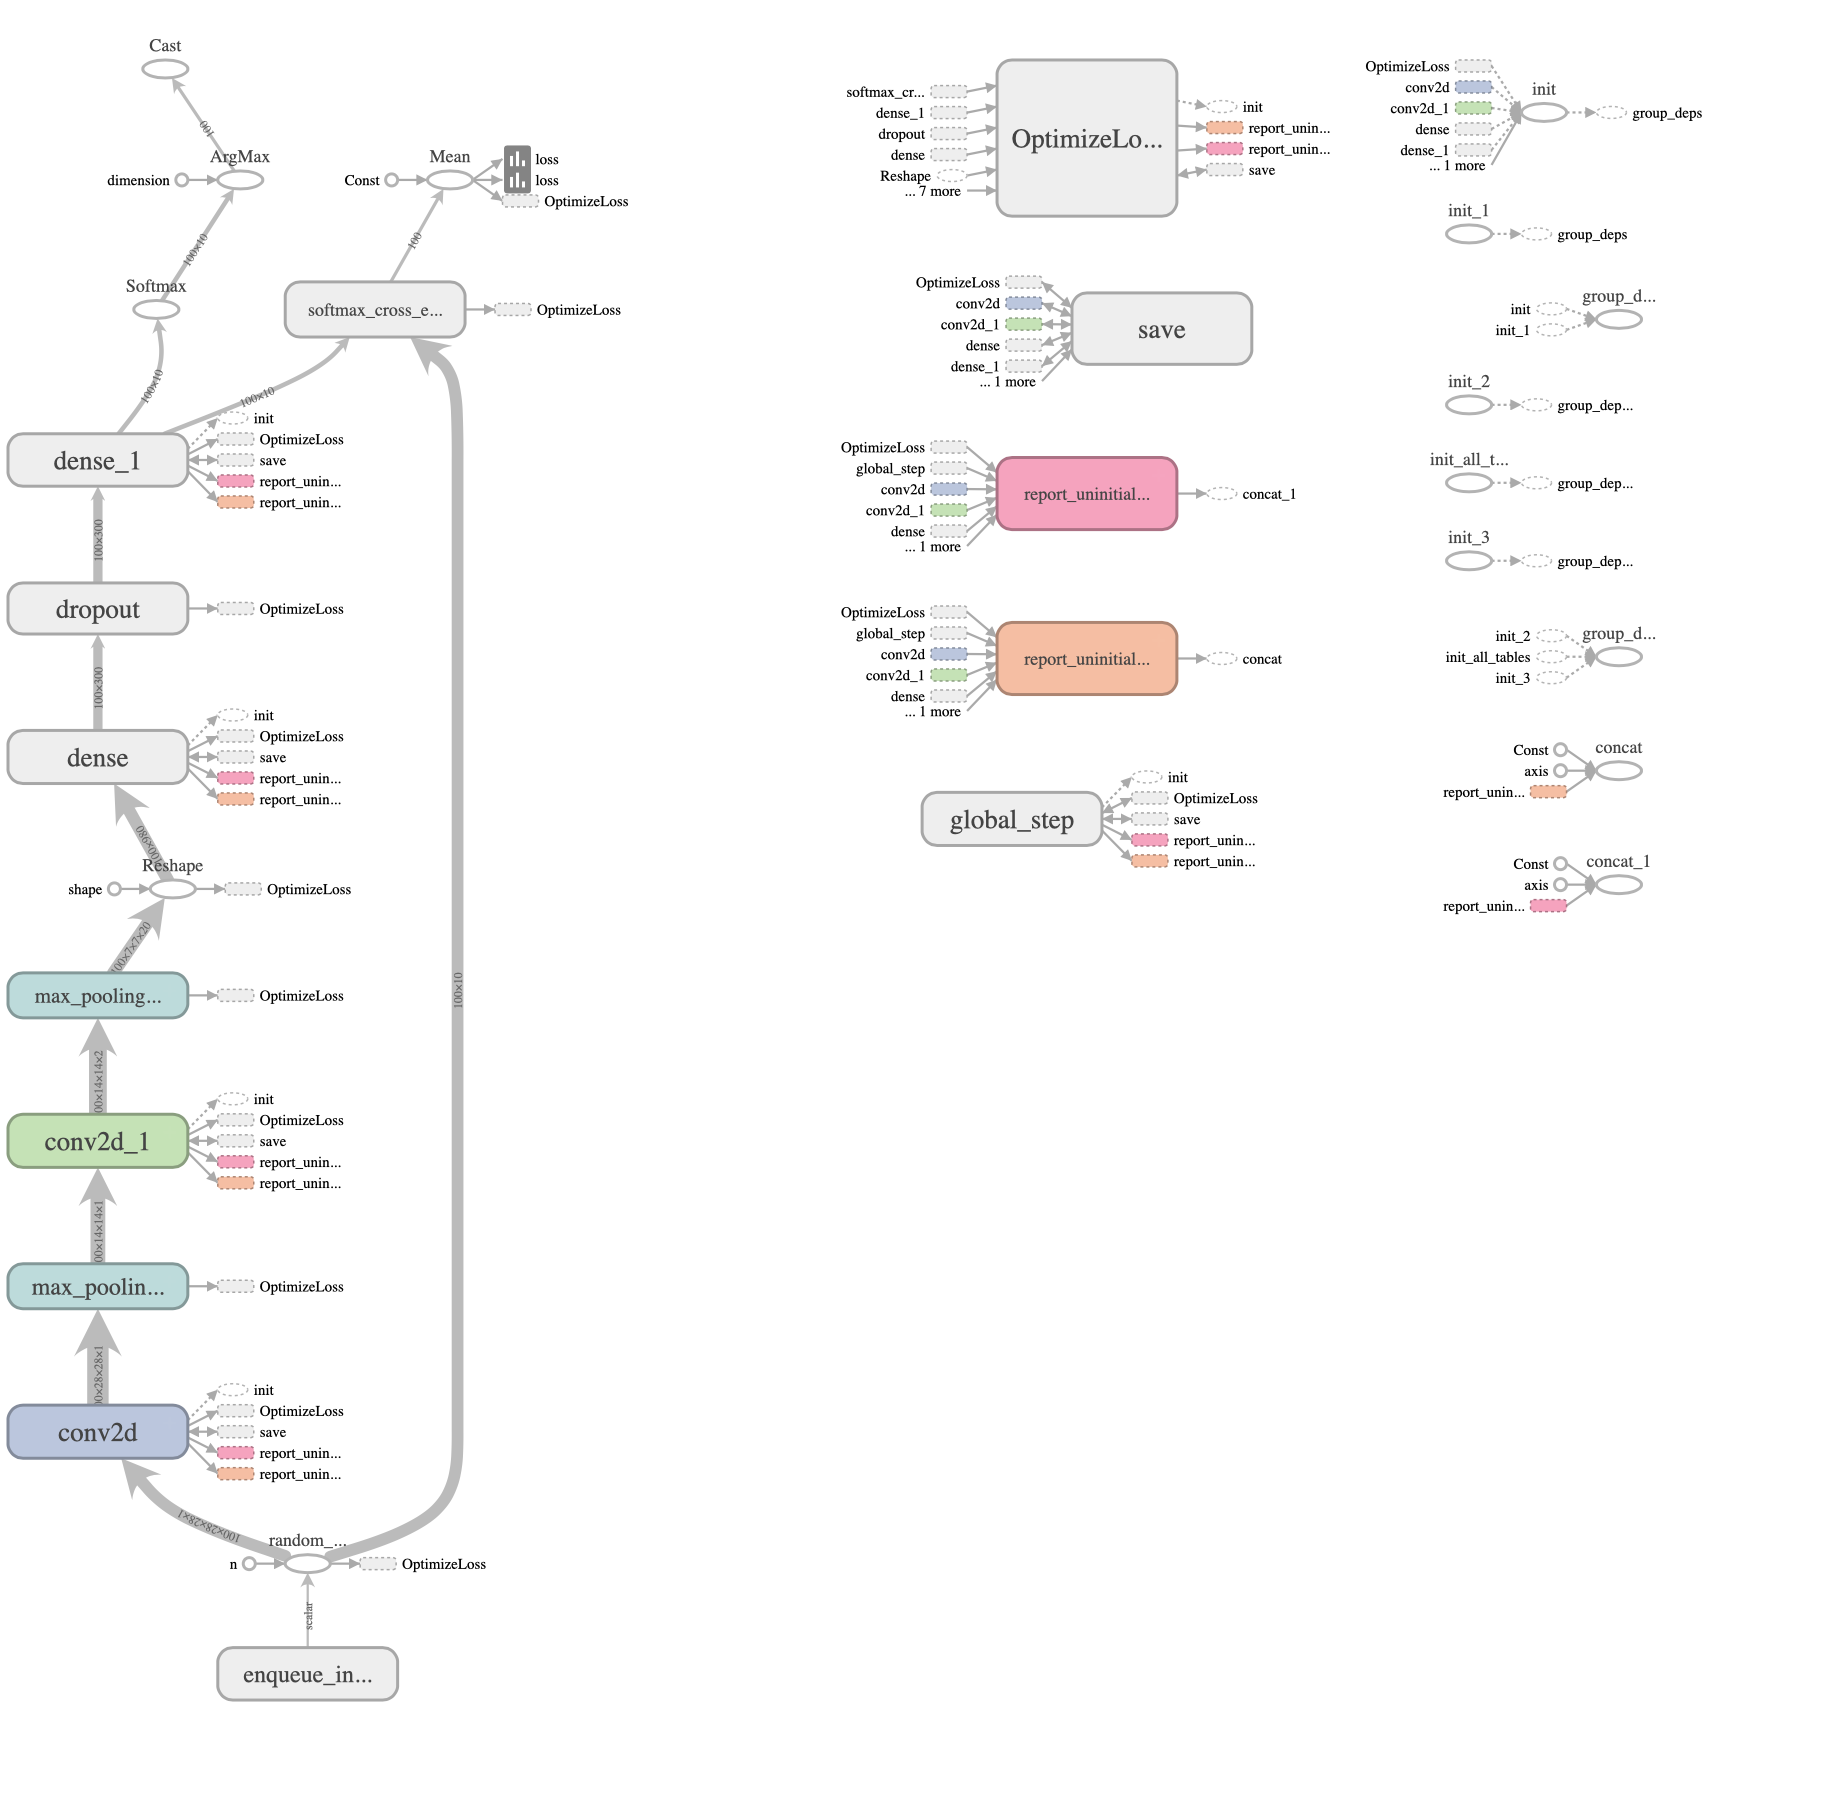 Cast
100
ArgMax
dimension
100×10
Softmax
100×10
Mean
Const
loss
loss
OptimizeLoss
100
softmax_cross_e...
OptimizeLoss
100×10
dense_1
init
OptimizeLoss
save
report_unin...
report_unin...
100×300
dropout
OptimizeLoss
100×300
dense
init
OptimizeLoss
save
report_unin...
report_unin...
100×980
Reshape
shape
OptimizeLoss
100×7×7×20
max_pooling...
OptimizeLoss
00×14×14×2
conv2d_1
init
OptimizeLoss
save
report_unin...
report_unin...
00×14×14×1
max_poolin...
OptimizeLoss
0×28×28×1
conv2d
init
OptimizeLoss
save
report_unin...
report_unin...
100×28×28×1
100×10
random_...
n
OptimizeLoss
scalar
enqueue_in...
softmax_cr...
dense_1
dropout
dense
Reshape
... 7 more
OptimizeLo...
init
report_unin...
report_unin...
save
OptimizeLoss
conv2d
conv2d_1
dense
dense_1
... 1 more
save
OptimizeLoss
global_step
conv2d
conv2d_1
dense
... 1 more
report_uninitial...
concat_1
OptimizeLoss
global_step
conv2d
conv2d_1
dense
... 1 more
report_uninitial...
concat
global_step
init
OptimizeLoss
save
report_unin...
report_unin...
OptimizeLoss
conv2d
conv2d_1
dense
dense_1
... 1 more
init
group_deps
init_1
group_deps
init
init_1
group_d...
init_2
group_dep...
init_all_t...
group_dep...
init_3
group_dep...
init_2
init_all_tables
init_3
group_d...
Const
axis
report_unin...
concat
Const
axis
report_unin...
concat_1